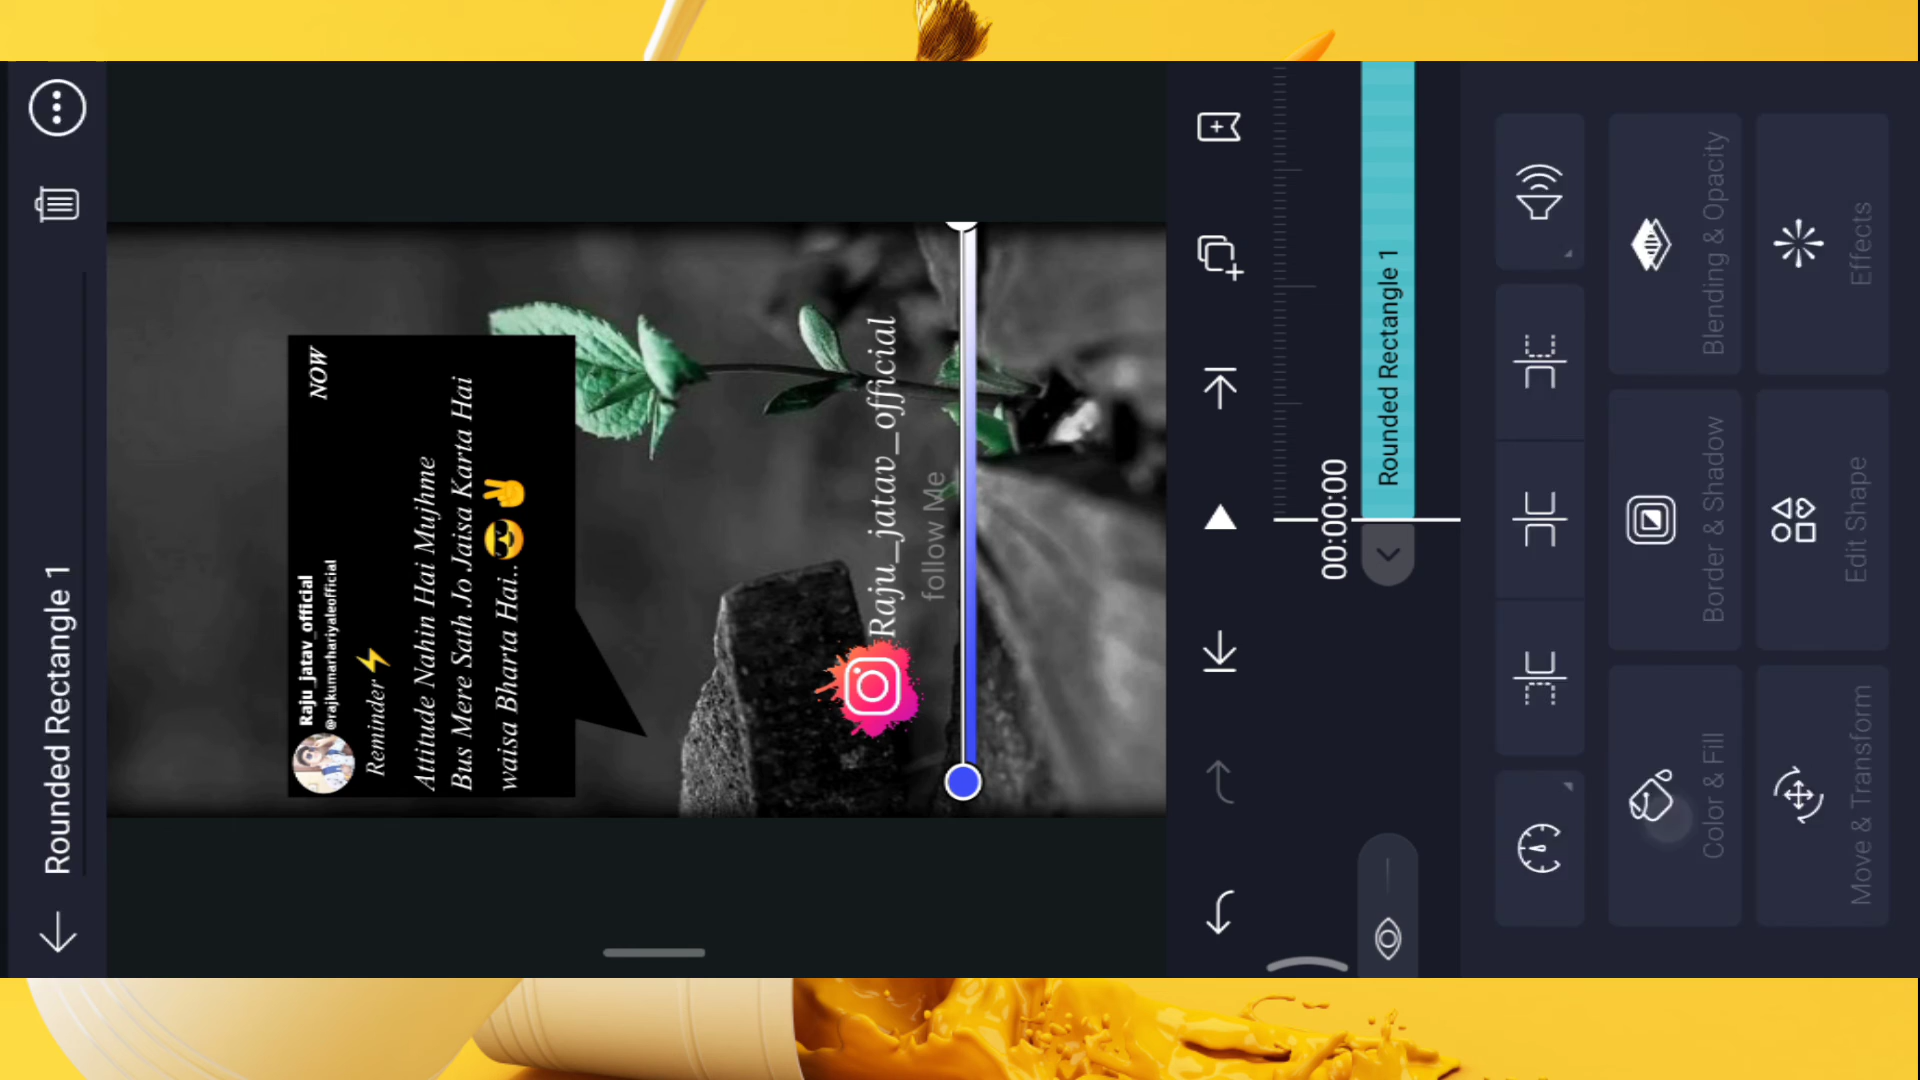 Rounded Rectangle 1
Raju_jatav_official
@rajkumarhariyaleofficial
NOW
Reminder⚡
Attitude Nahin Hai Mujhme
Bus Mere Sath Jo Jaisa Karta Hai
waisa Bharta Hai..😎✌
Raju_jatav_official
follow Me
00:00:00
Rounded Rectangle 1
Color & Fill
Border & Shadow
Blending & Opacity
Move & Transform
Edit Shape
Effects